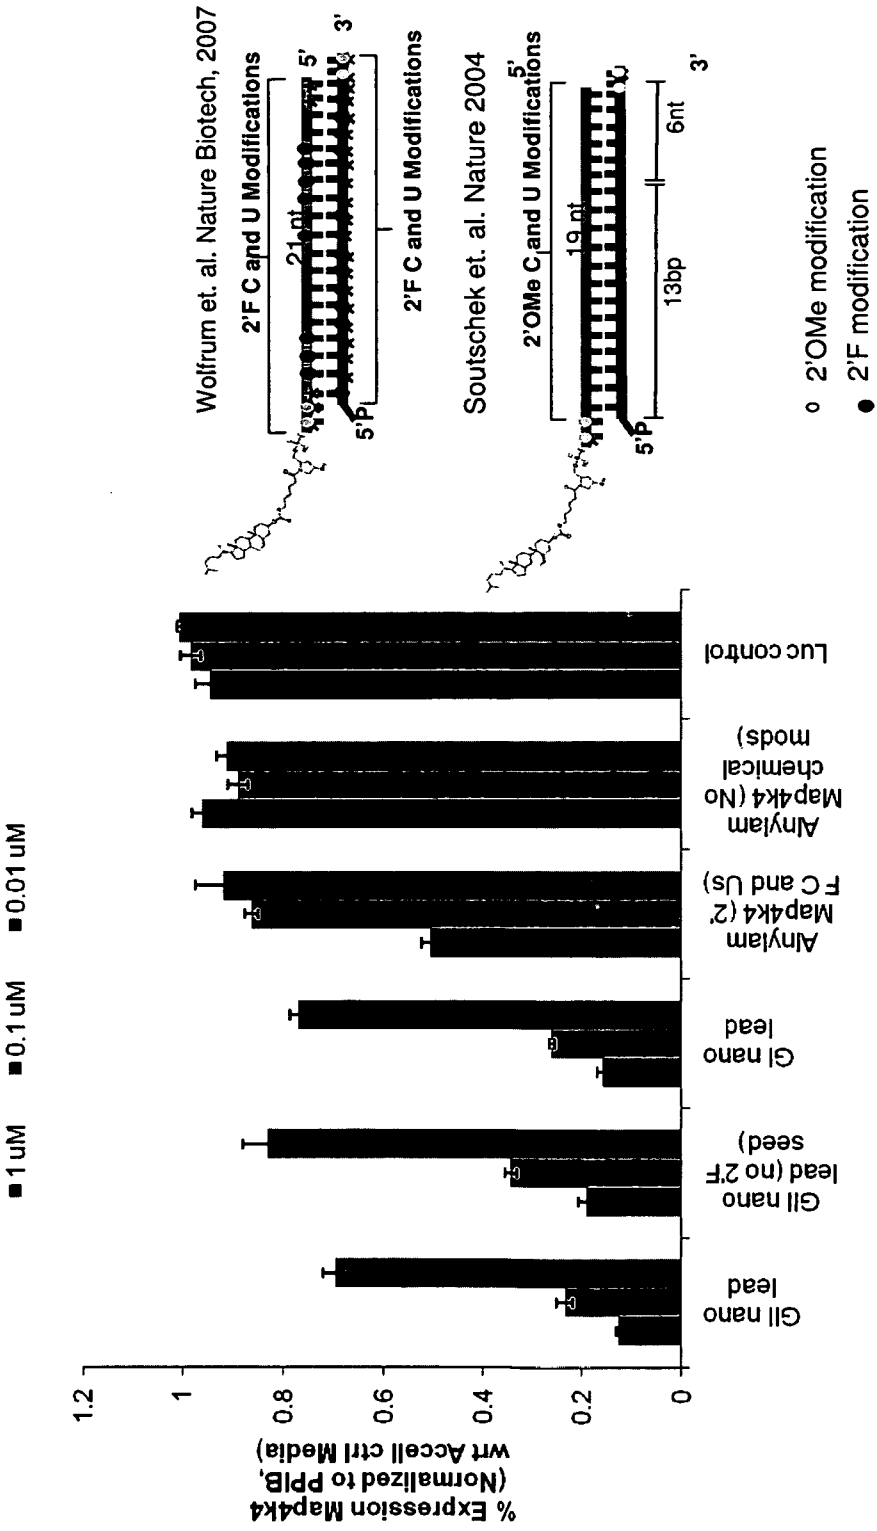 ■ 1 uM ■ 0.1 uM ■ 0.01 uM
% Expression Map4k4
(Normalized to PPIB,
wrt Accell ctrl Media)
1.2
1
0.8
0.6
0.4
0.2
0
GII nano
lead
GII nano
lead (no 2'F
seed)
GI nano
lead
Alnylam
Map4k4 (2'
F C and Us)
Alnylam
Map4k4 (No
chemical
mods)
Luc control
Wolfrum et. al. Nature Biotech, 2007
2'F C and U Modifications
5'
21 nt
3'
5'P
2'F C and U Modifications
Soutschek et. al. Nature 2004
5'
2'OMe C and U Modifications
19 nt
3'
5'P
13bp
6nt
2'OMe modification
2'F modification